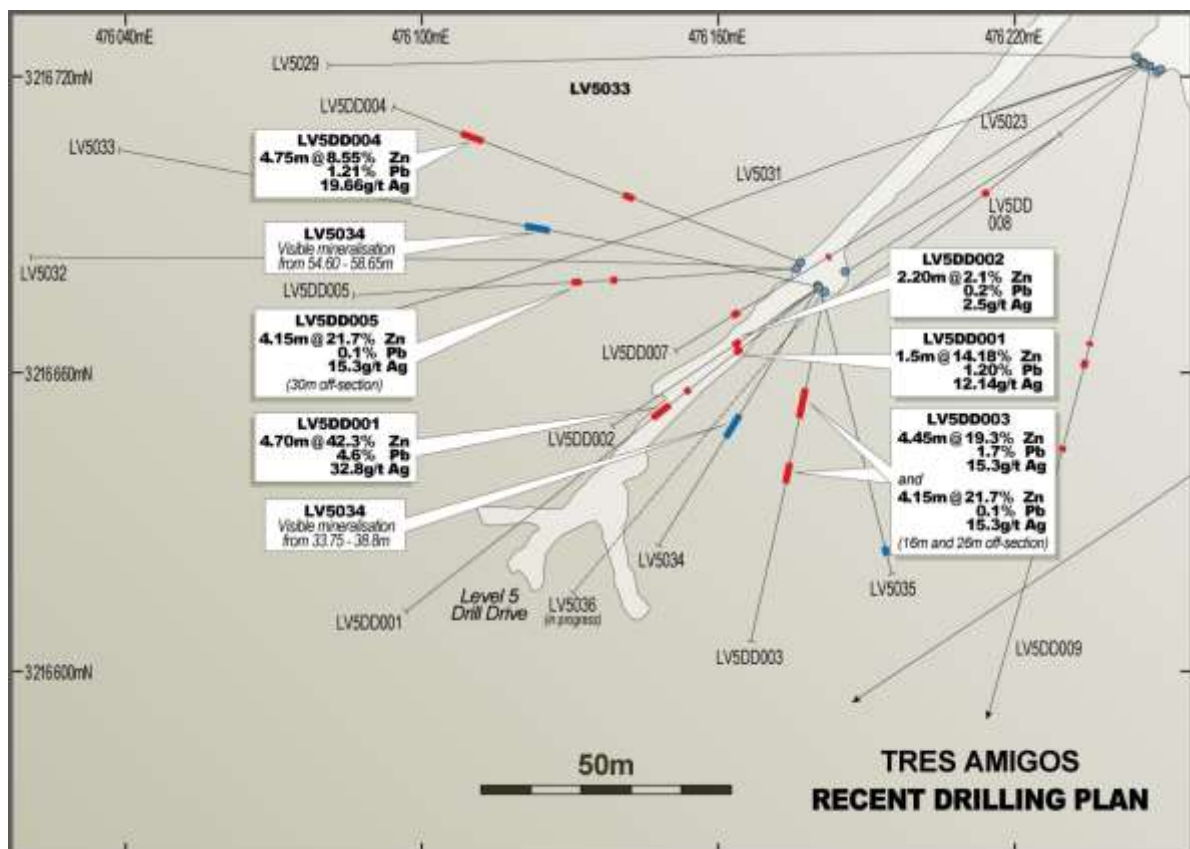 476 040mE
476 100mE
476 160mE
476 220mE
3 216 720mN
LV5029
LV5033
LV5DD004
LV5023
LV5033
LV5DD004
4.75m @ 8.55% Zn
1.21% Pb
19.66g/t Ag
LV5031
LV5DD
008
LV5034
Visible mineralisation
from 54.60 - 58.65m
LV5032
LV5DD005
LV5DD002
2.20m @ 2.1% Zn
0.2% Pb
2.5g/t Ag
LV5DD005
4.15m @ 21.7% Zn
0.1% Pb
15.3g/t Ag
(30m off-section)
LV5DD007
LV5DD001
1.5m @ 14.18% Zn
1.20% Pb
12.14g/t Ag
3 216 660mN
LV5DD001
4.70m @ 42.3% Zn
4.6% Pb
32.8g/t Ag
LV5DD002
LV5DD003
4.45m @ 19.3% Zn
1.7% Pb
15.3g/t Ag
and
4.15m @ 21.7% Zn
0.1% Pb
15.3g/t Ag
(16m and 26m off-section)
LV5034
Visible mineralisation
from 33.75 - 38.8m
LV5034
LV5035
Level 5
Drill Drive
LV5036
(in progress)
LV5DD001
LV5DD003
LV5DD009
3 216 600mN
50m
TRES AMIGOS
RECENT DRILLING PLAN